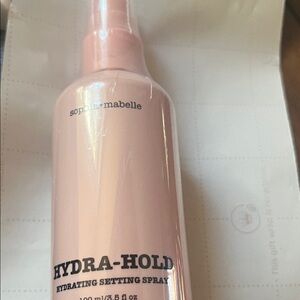 sophia+mabelle
HYDRA-HOLD
HYDRATING SETTING SPRAY
100 ml/3.5 fl oz